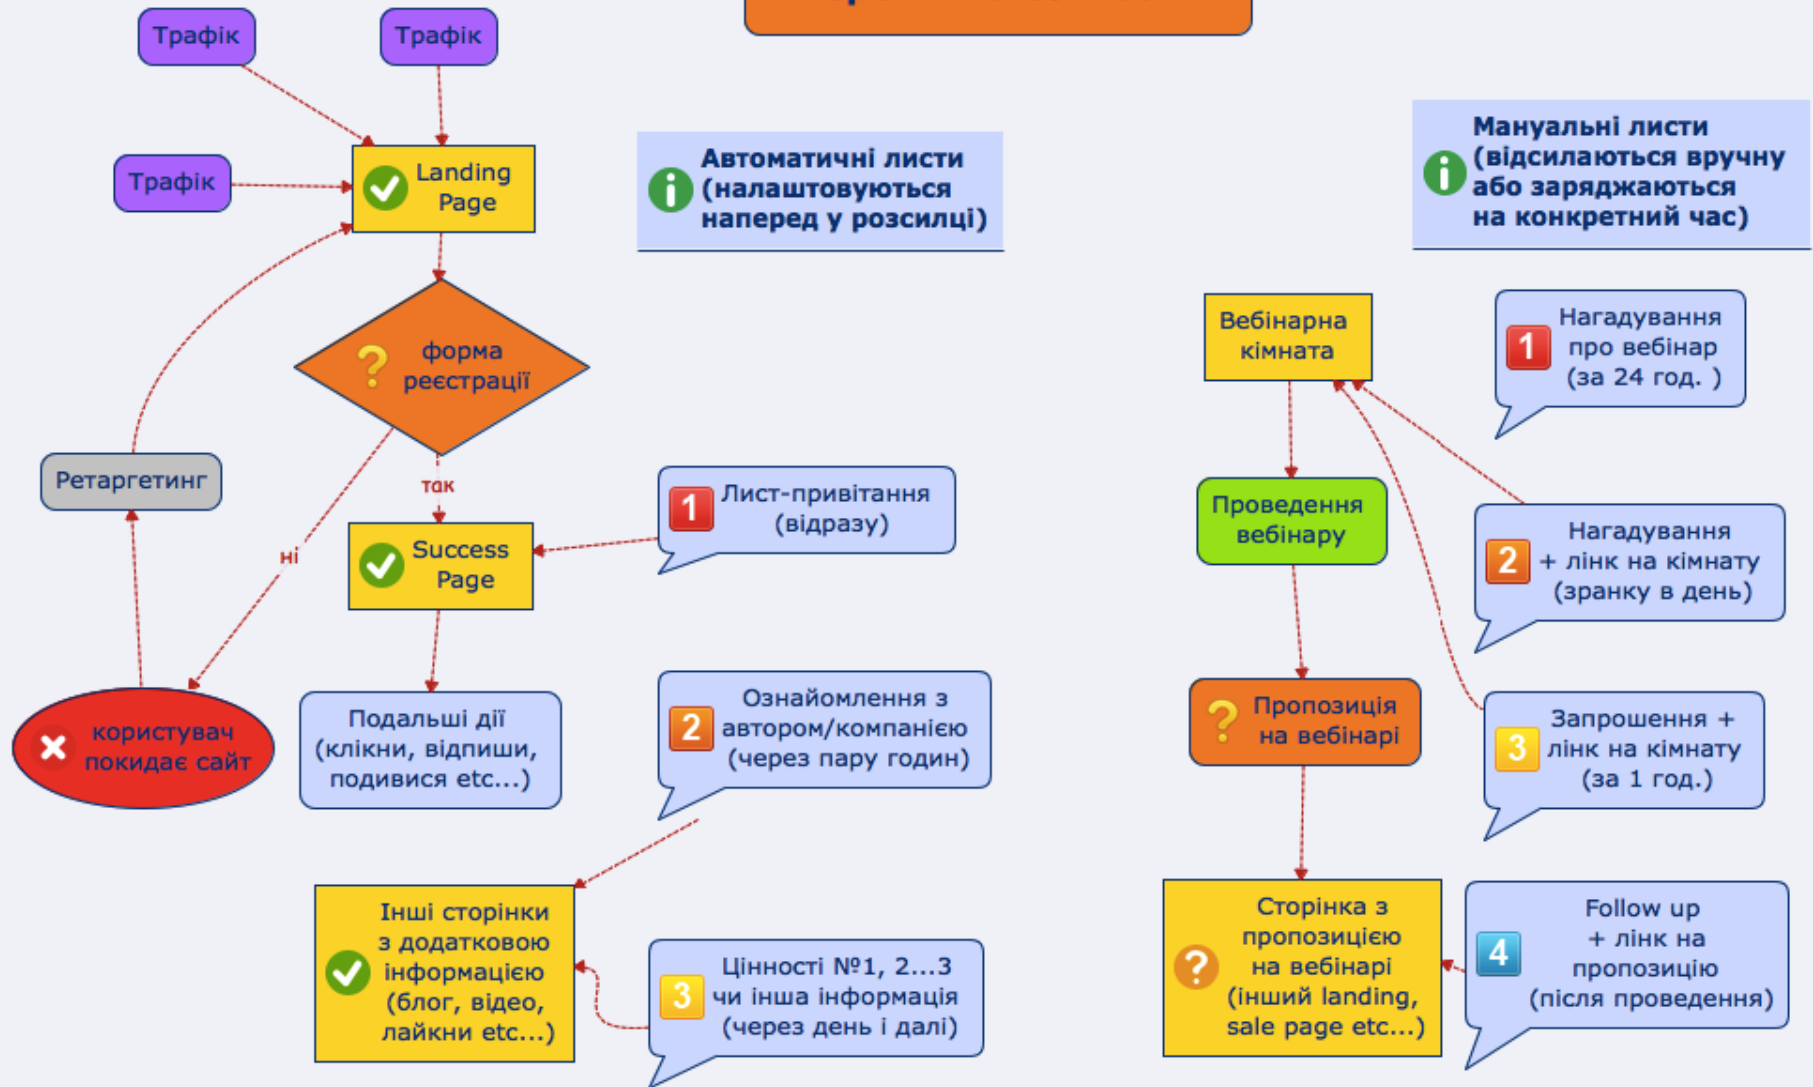 Трафік
Трафік
Трафік
Landing
Page
Автоматичні листи
(налаштовуються
наперед у розсилці)
Мануальні листи
(відсилаються вручну
або заряджаються
на конкретний час)
? форма
реєстрації
Ретаргетинг
так
ні
1 Лист-привітання
(відразу)
Success
Page
користувач
покидає сайт
Подальші дії
(клікни, відпиши,
подивися etc...)
2 Ознайомлення з
автором/компанією
(через пару годин)
Інші сторінки
з додатковою
інформацією
(блог, відео,
лайкни etc...)
3 Цінності №1, 2...3
чи інша інформація
(через день і далі)
Вебінарна
кімната
1 Нагадування
про вебінар
(за 24 год. )
Проведення
вебінару
2 Нагадування
+ лінк на кімнату
(зранку в день)
? Пропозиція
на вебінарі
3 Запрошення +
лінк на кімнату
(за 1 год.)
? Сторінка з
пропозицією
на вебінарі
(інший landing,
sale page etc...)
4 Follow up
+ лінк на
пропозицію
(після проведення)